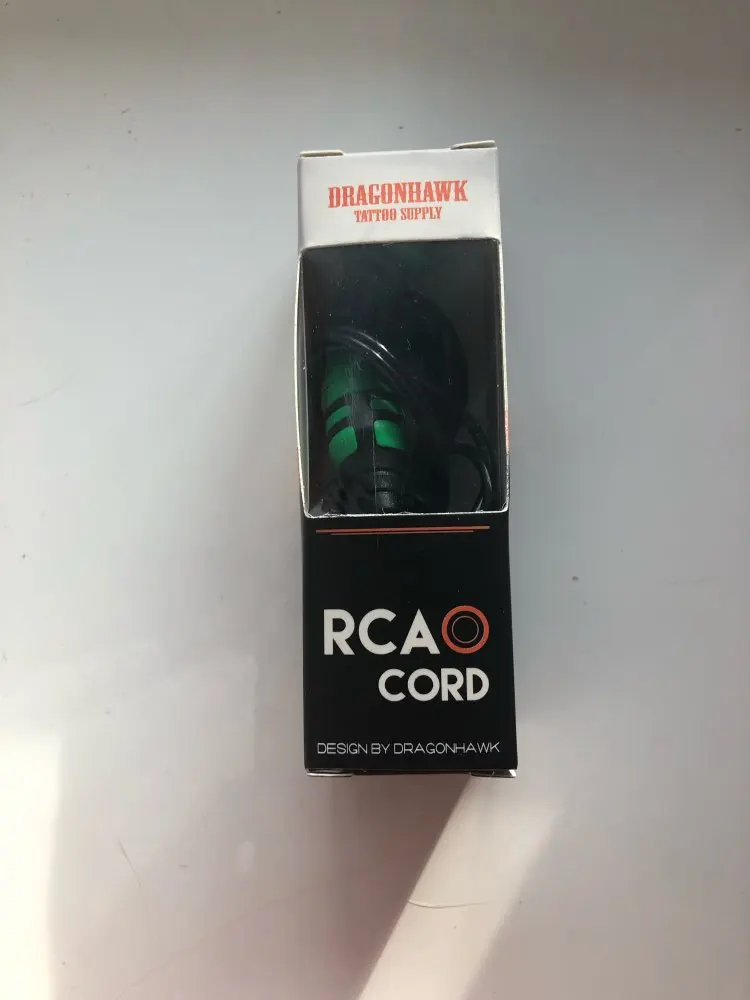 DRAGONHAWK
TATTOO SUPPLY
RCA
CORD
DESIGN BY DRAGONHAWK